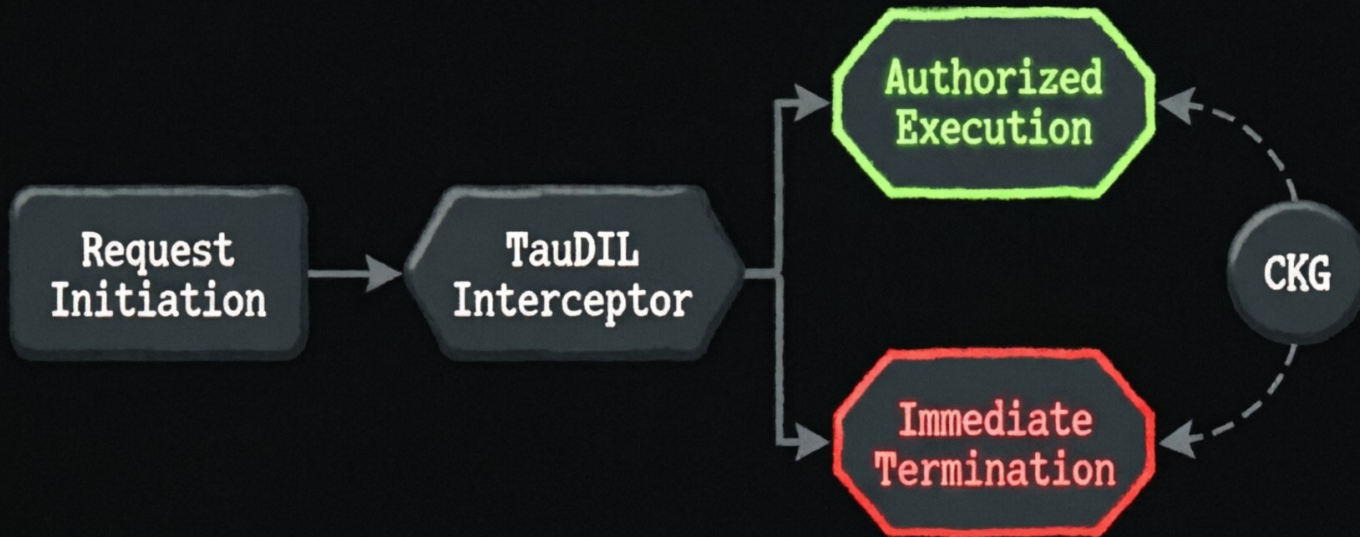 Request
Initiation
TauDIL
Interceptor
Authorized
Execution
Immediate
Termination
CKG